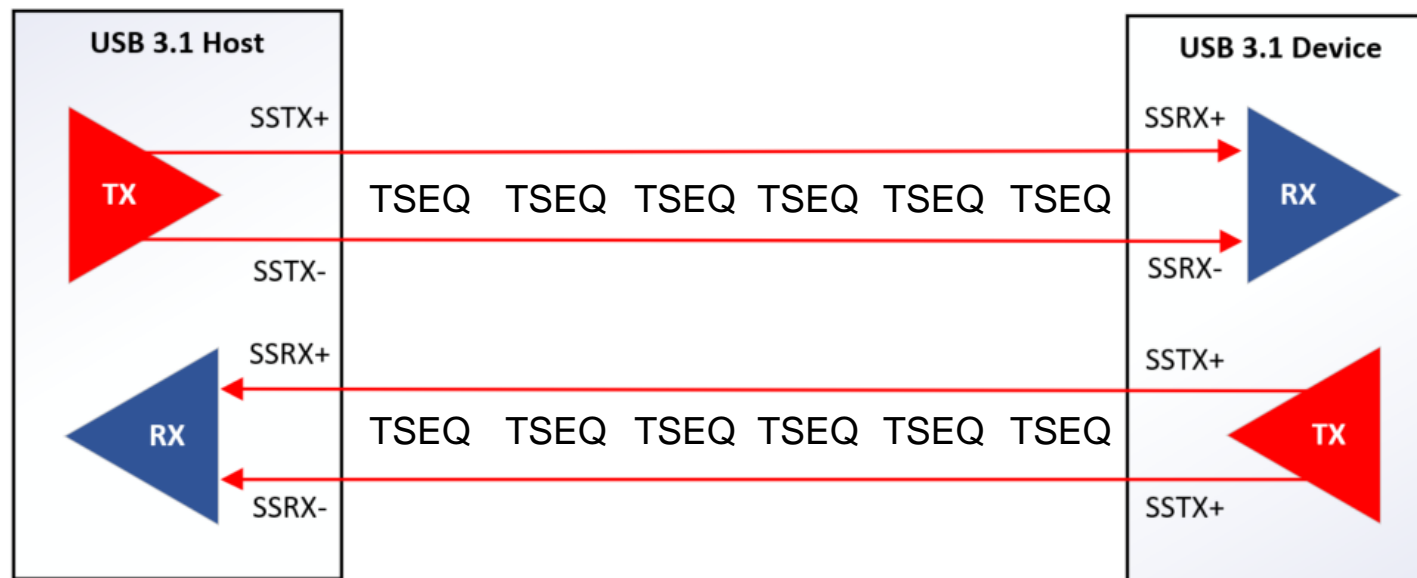 USB 3.1 Host
USB 3.1 Device
SSTX+
SSRX+
TX
TSEQ TSEQ TSEQ TSEQ TSEQ TSEQ
RX
SSTX-
SSRX-
SSRX+
SSTX+
RX
TSEQ TSEQ TSEQ TSEQ TSEQ TSEQ
TX
SSRX-
SSTX+